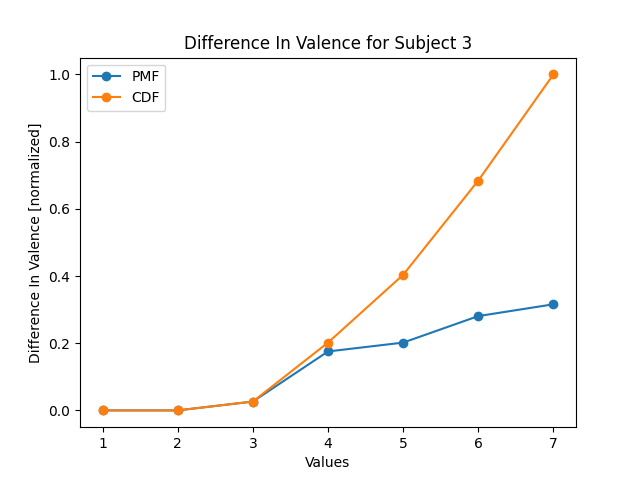 Difference In Valence for Subject 3
PMF
CDF
Difference In Valence [normalized]
1.0
0.8
0.6
0.4
0.2
0.0
1 2 3 4 5 6 7
Values